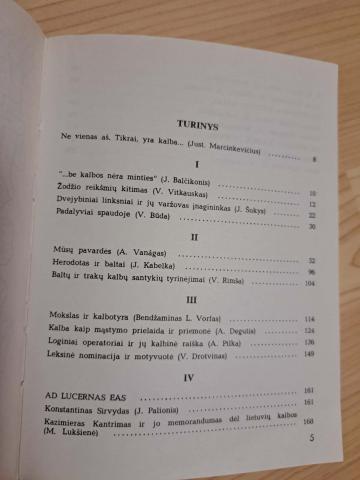 TURINYS
Ne vienas aš. Tikrai, yra kalba... (Just. Marcinkevičius) 8
I
"...be kalbos nėra minties" (J. Balčikonis) 10
Žodžio reikšmių kitimas (V. Vitkauskas) 12
Dvejybiniai linksniai ir jų varžovas įnagininkas (J. Šukys) 22
Padalyviai spaudoje (V. Būda) 30
II
Mūsų pavardės (A. Vanagas) 52
Herodotas ir baltai (J. Kabelka) 96
Baltų ir trakų kalbų santykių tyrinėjimai (V. Rimša) 104
III
Mokslas ir kalbotyra (Bendžaminas L. Vorfas) 114
Kalba kaip mąstymo prielaida ir priemonė (A. Degutis) 124
Loginiai operatoriai ir jų kalbinė raiška (A. Pilka) 136
Leksinė nominacija ir motyvuotė (V. Drotvinas) 149
IV
AD LUCERNAS EAS 161
Konstantinas Sirvydas (J. Palionis) 161
Kazimieras Kantrimas ir jo memorandumas dėl lietuvių kalbos
(M. Lukšienė) 168
5